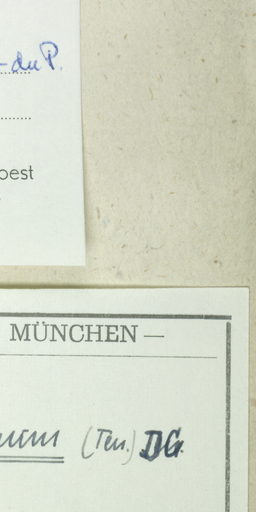 -du P.
pest
MÜNCHEN —
(Ten.) DG.